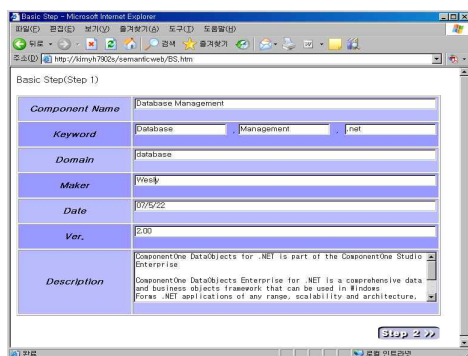 Basic Step - Microsoft Internet Explorer
파일(F) 편집(E) 보기(V) 즐겨찾기(A) 도구(T) 도움말(H)
뒤로 검색 즐겨찾기
주소(D) http://kimyh7902s/semanticweb/BS.htm
Basic Step(Step 1)
Component Name Database Management
Keyword Database , Management , .net
Domain database
Maker Wesly
Date 07/5/22
Ver. 2.00
ComponentOne DataObjects for .NET is part of the ComponentOne Studio
Enterprise
Description
ComponentOne DataObjects Enterprise for .NET is a comprehensive data
and business objects framework that can be used in Windows
Forms .NET applications of any range, scalability and architecture,
Step 2
완료 로컬 인트라넷